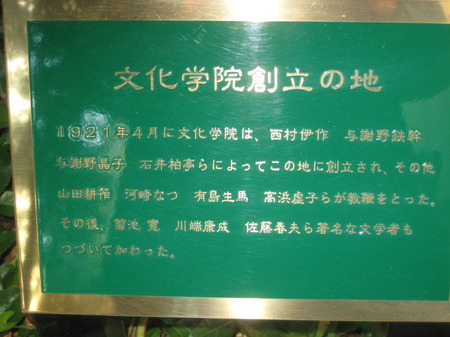 文化学院創立の地
1921年4月に文化学院は、西村伊作 与謝野鉄幹
与謝野晶子 石井柏亭らによってこの地に創立され、その他
山田耕筰 河崎なつ 有島生馬 高浜虚子らが教鞭をとった。
その後、菊池 寛 川端康成 佐藤春夫ら著名な文学者も
つづいて加わった。